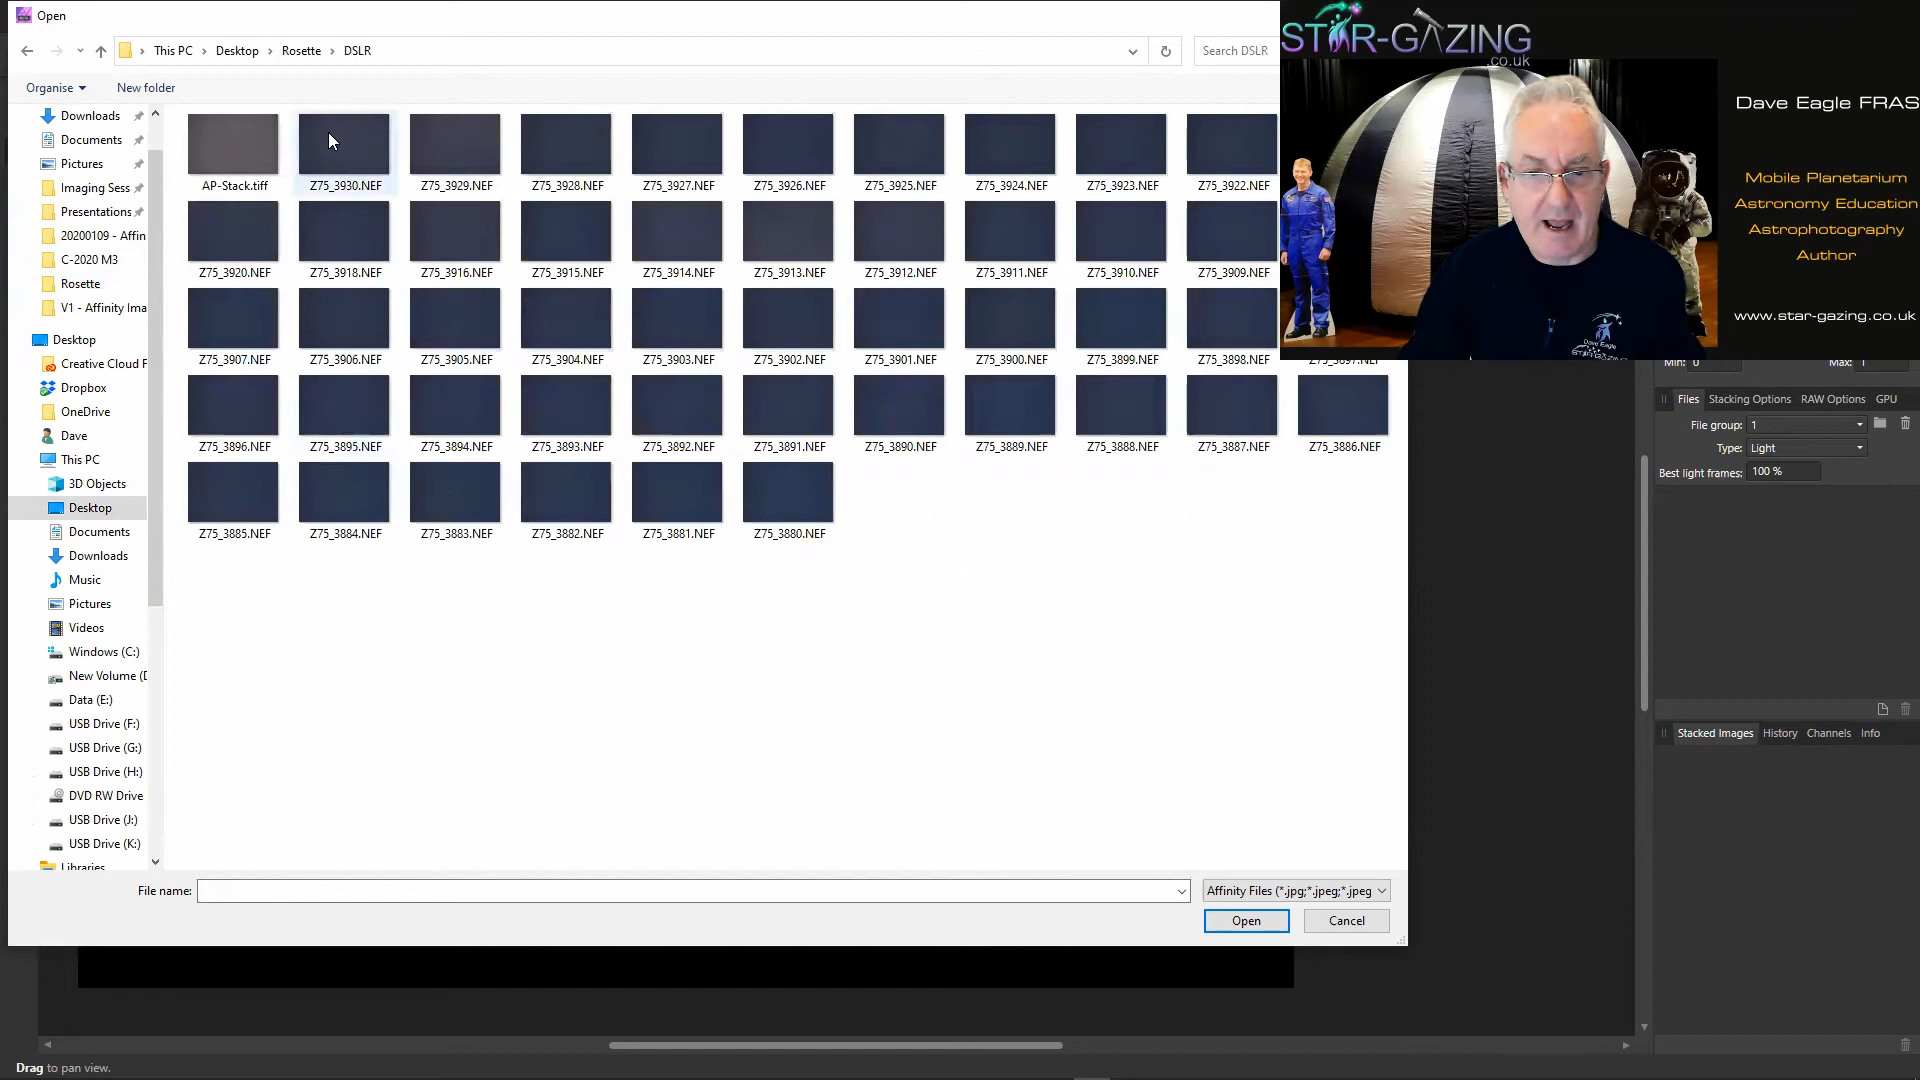 Open
This PC > Desktop > Rosette > DSLR
Search DSLR
Organise
New folder
Downloads
Documents
Pictures
Imaging Sess
Presentations
20200109 - Affin
C-2020 M3
Rosette
V1 - Affinity Ima
Desktop
Creative Cloud F
Dropbox
OneDrive
Dave
This PC
3D Objects
Desktop
Documents
Downloads
Music
Pictures
Videos
Windows (C:)
New Volume (D
Data (E:)
USB Drive (F:)
USB Drive (G:)
USB Drive (H:)
DVD RW Drive
USB Drive (J:)
USB Drive (K:)
Libraries
AP-Stack.tiff Z75_3930.NEF Z75_3929.NEF Z75_3928.NEF Z75_3927.NEF Z75_3926.NEF Z75_3925.NEF Z75_3924.NEF Z75_3923.NEF Z75_3922.NEF
Z75_3920.NEF Z75_3918.NEF Z75_3916.NEF Z75_3915.NEF Z75_3914.NEF Z75_3913.NEF Z75_3912.NEF Z75_3911.NEF Z75_3910.NEF Z75_3909.NEF
Z75_3907.NEF Z75_3906.NEF Z75_3905.NEF Z75_3904.NEF Z75_3903.NEF Z75_3902.NEF Z75_3901.NEF Z75_3900.NEF Z75_3899.NEF Z75_3898.NEF Z75_3897.NEF
Z75_3896.NEF Z75_3895.NEF Z75_3894.NEF Z75_3893.NEF Z75_3892.NEF Z75_3891.NEF Z75_3890.NEF Z75_3889.NEF Z75_3888.NEF Z75_3887.NEF Z75_3886.NEF
Z75_3885.NEF Z75_3884.NEF Z75_3883.NEF Z75_3882.NEF Z75_3881.NEF Z75_3880.NEF
File name:
Affinity Files (*.jpg;*.jpeg;*.jpeg
Open
Cancel
STAR-GAZING
.co.uk
Dave Eagle FRAS
Mobile Planetarium
Astronomy Education
Astrophotography
Author
www.star-gazing.co.uk
Dave Eagle
STAR-GAZING
Min: 0 Max: 1
Files Stacking Options RAW Options GPU
File group: 1
Type: Light
Best light frames: 100 %
Stacked Images History Channels Info
Drag to pan view.